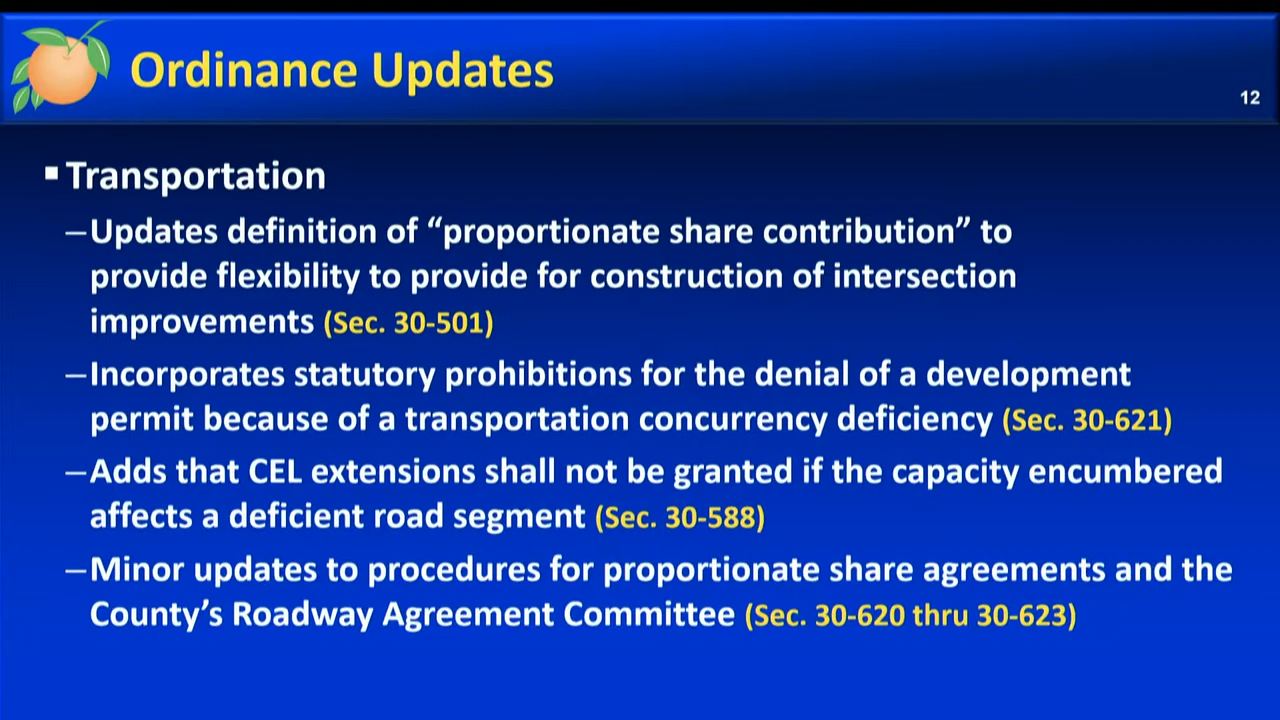 Ordinance Updates
12
▪ Transportation
–Updates definition of “proportionate share contribution” to
provide flexibility to provide for construction of intersection
improvements (Sec. 30-501)
–Incorporates statutory prohibitions for the denial of a development
permit because of a transportation concurrency deficiency (Sec. 30-621)
–Adds that CEL extensions shall not be granted if the capacity encumbered
affects a deficient road segment (Sec. 30-588)
–Minor updates to procedures for proportionate share agreements and the
County’s Roadway Agreement Committee (Sec. 30-620 thru 30-623)